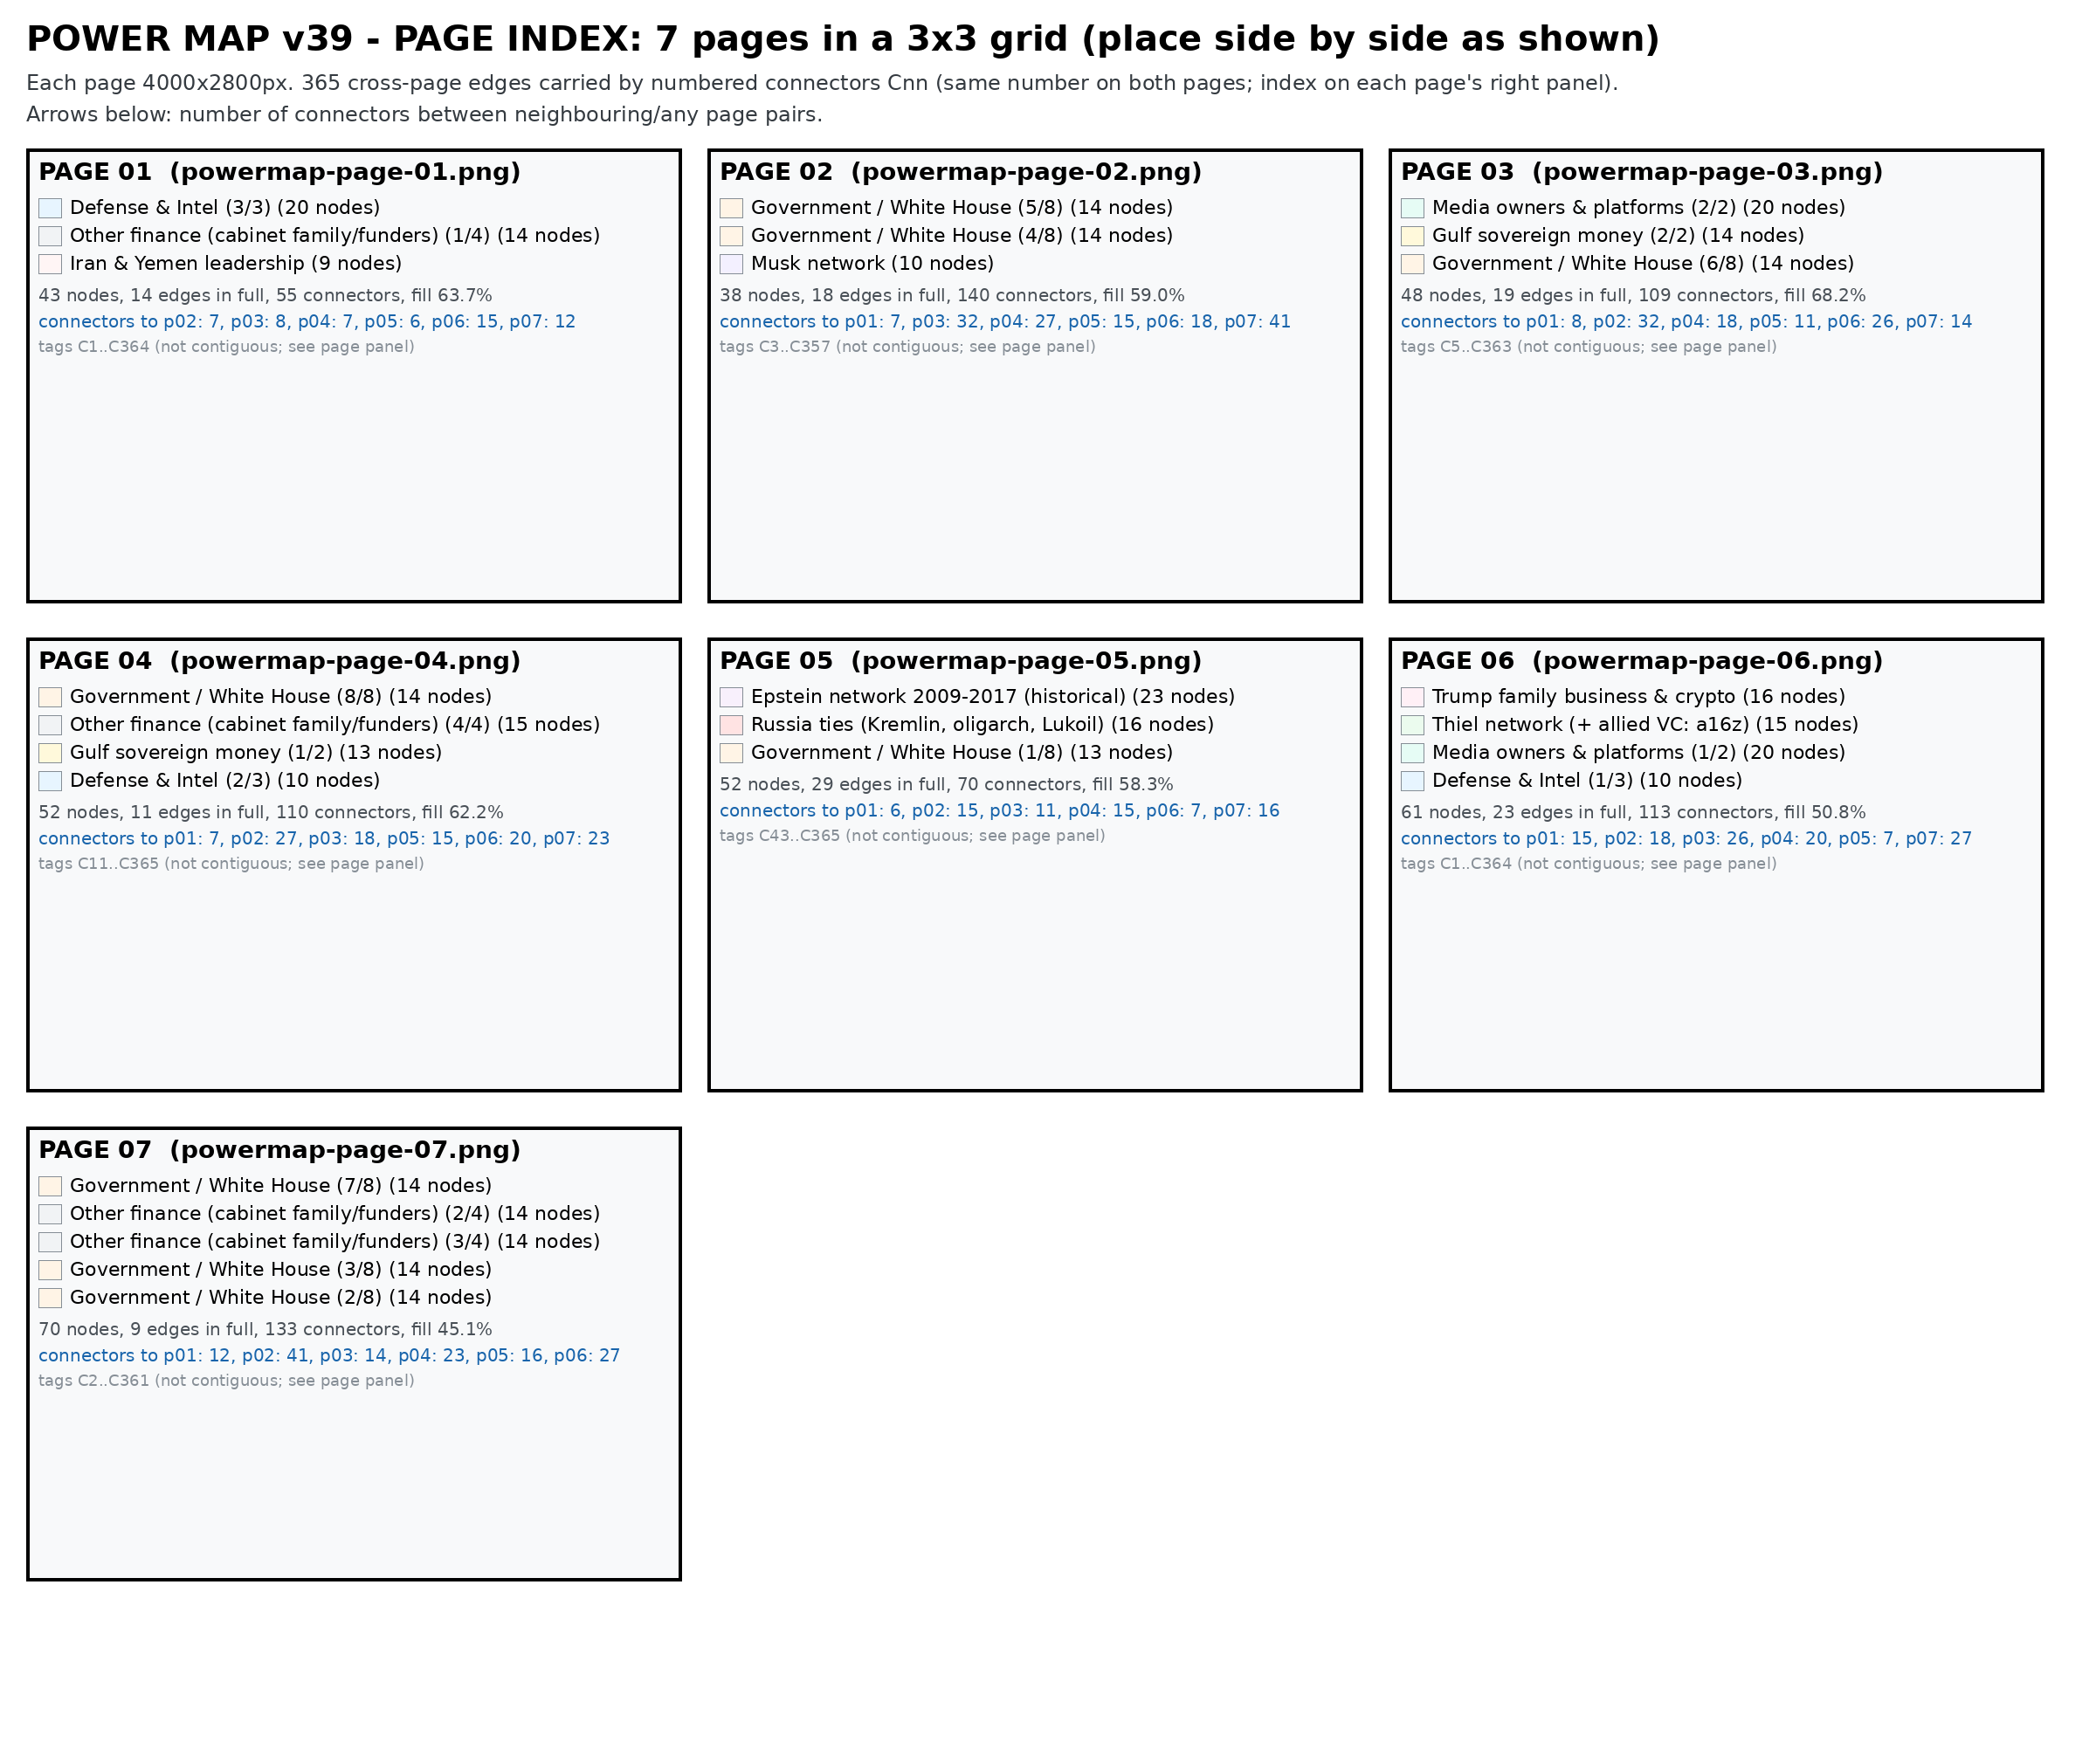 POWER MAP v39 - PAGE INDEX: 7 pages in a 3x3 grid (place side by side as shown)
Each page 4000x2800px. 365 cross-page edges carried by numbered connectors Cnn (same number on both pages; index on each page's right panel).
Arrows below: number of connectors between neighbouring/any page pairs.
PAGE 01  (powermap-page-01.png)
Defense & Intel (3/3) (20 nodes)
Other finance (cabinet family/funders) (1/4) (14 nodes)
Iran & Yemen leadership (9 nodes)
43 nodes, 14 edges in full, 55 connectors, fill 63.7%
connectors to p02: 7, p03: 8, p04: 7, p05: 6, p06: 15, p07: 12
tags C1..C364 (not contiguous; see page panel)
PAGE 02  (powermap-page-02.png)
Government / White House (5/8) (14 nodes)
Government / White House (4/8) (14 nodes)
Musk network (10 nodes)
38 nodes, 18 edges in full, 140 connectors, fill 59.0%
connectors to p01: 7, p03: 32, p04: 27, p05: 15, p06: 18, p07: 41
tags C3..C357 (not contiguous; see page panel)
PAGE 03  (powermap-page-03.png)
Media owners & platforms (2/2) (20 nodes)
Gulf sovereign money (2/2) (14 nodes)
Government / White House (6/8) (14 nodes)
48 nodes, 19 edges in full, 109 connectors, fill 68.2%
connectors to p01: 8, p02: 32, p04: 18, p05: 11, p06: 26, p07: 14
tags C5..C363 (not contiguous; see page panel)
PAGE 04  (powermap-page-04.png)
Government / White House (8/8) (14 nodes)
Other finance (cabinet family/funders) (4/4) (15 nodes)
Gulf sovereign money (1/2) (13 nodes)
Defense & Intel (2/3) (10 nodes)
52 nodes, 11 edges in full, 110 connectors, fill 62.2%
connectors to p01: 7, p02: 27, p03: 18, p05: 15, p06: 20, p07: 23
tags C11..C365 (not contiguous; see page panel)
PAGE 05  (powermap-page-05.png)
Epstein network 2009-2017 (historical) (23 nodes)
Russia ties (Kremlin, oligarch, Lukoil) (16 nodes)
Government / White House (1/8) (13 nodes)
52 nodes, 29 edges in full, 70 connectors, fill 58.3%
connectors to p01: 6, p02: 15, p03: 11, p04: 15, p06: 7, p07: 16
tags C43..C365 (not contiguous; see page panel)
PAGE 06  (powermap-page-06.png)
Trump family business & crypto (16 nodes)
Thiel network (+ allied VC: a16z) (15 nodes)
Media owners & platforms (1/2) (20 nodes)
Defense & Intel (1/3) (10 nodes)
61 nodes, 23 edges in full, 113 connectors, fill 50.8%
connectors to p01: 15, p02: 18, p03: 26, p04: 20, p05: 7, p07: 27
tags C1..C364 (not contiguous; see page panel)
PAGE 07  (powermap-page-07.png)
Government / White House (7/8) (14 nodes)
Other finance (cabinet family/funders) (2/4) (14 nodes)
Other finance (cabinet family/funders) (3/4) (14 nodes)
Government / White House (3/8) (14 nodes)
Government / White House (2/8) (14 nodes)
70 nodes, 9 edges in full, 133 connectors, fill 45.1%
connectors to p01: 12, p02: 41, p03: 14, p04: 23, p05: 16, p06: 27
tags C2..C361 (not contiguous; see page panel)